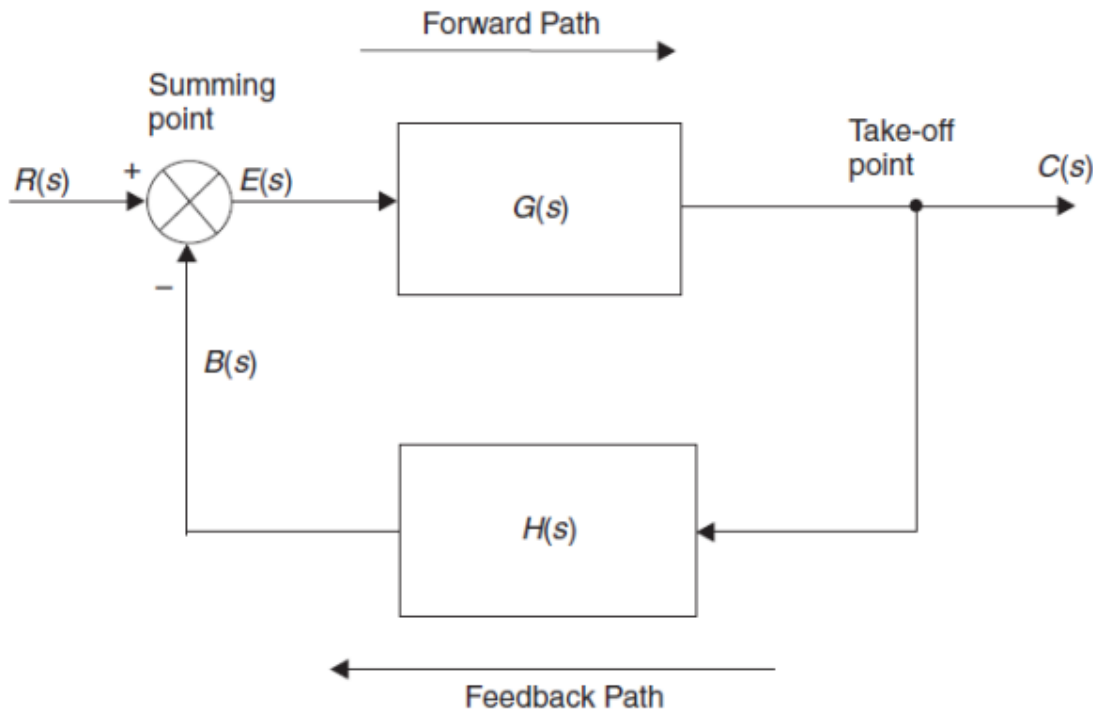 Forward Path
Summing
point
Take-off
point
R(s)
+
E(s)
G(s)
C(s)
−
B(s)
H(s)
Feedback Path